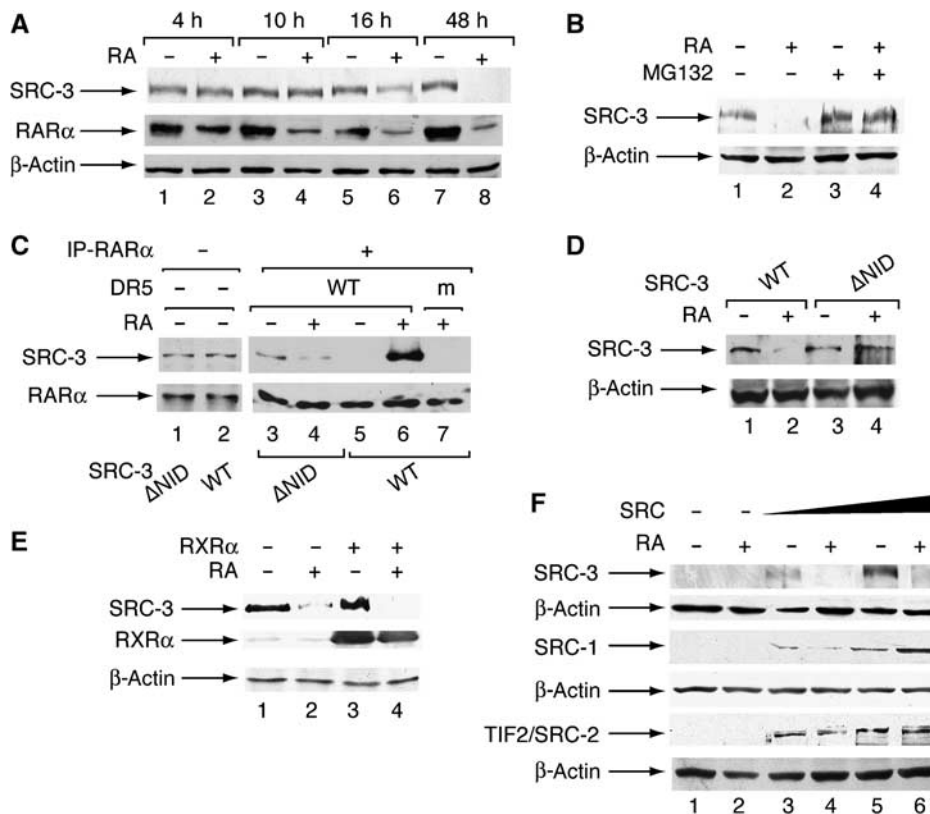 A
4 h 10 h 16 h 48 h
RA – + – + – + – +
SRC-3
RARα
β-Actin
1 2 3 4 5 6 7 8
B
RA – + – +
MG132 – – + +
SRC-3
β-Actin
1 2 3 4
C
IP-RARα – +
DR5 – – WT m
RA – – – + – + +
SRC-3
RARα
1 2 3 4 5 6 7
SRC-3 ΔNID WT ΔNID WT
D
SRC-3 WT ΔNID
RA – + – +
SRC-3
β-Actin
1 2 3 4
E
RXRα – – + +
RA – + – +
SRC-3
RXRα
β-Actin
1 2 3 4
F
SRC – –
RA – + – + – +
SRC-3
β-Actin
SRC-1
β-Actin
TIF2/SRC-2
β-Actin
1 2 3 4 5 6